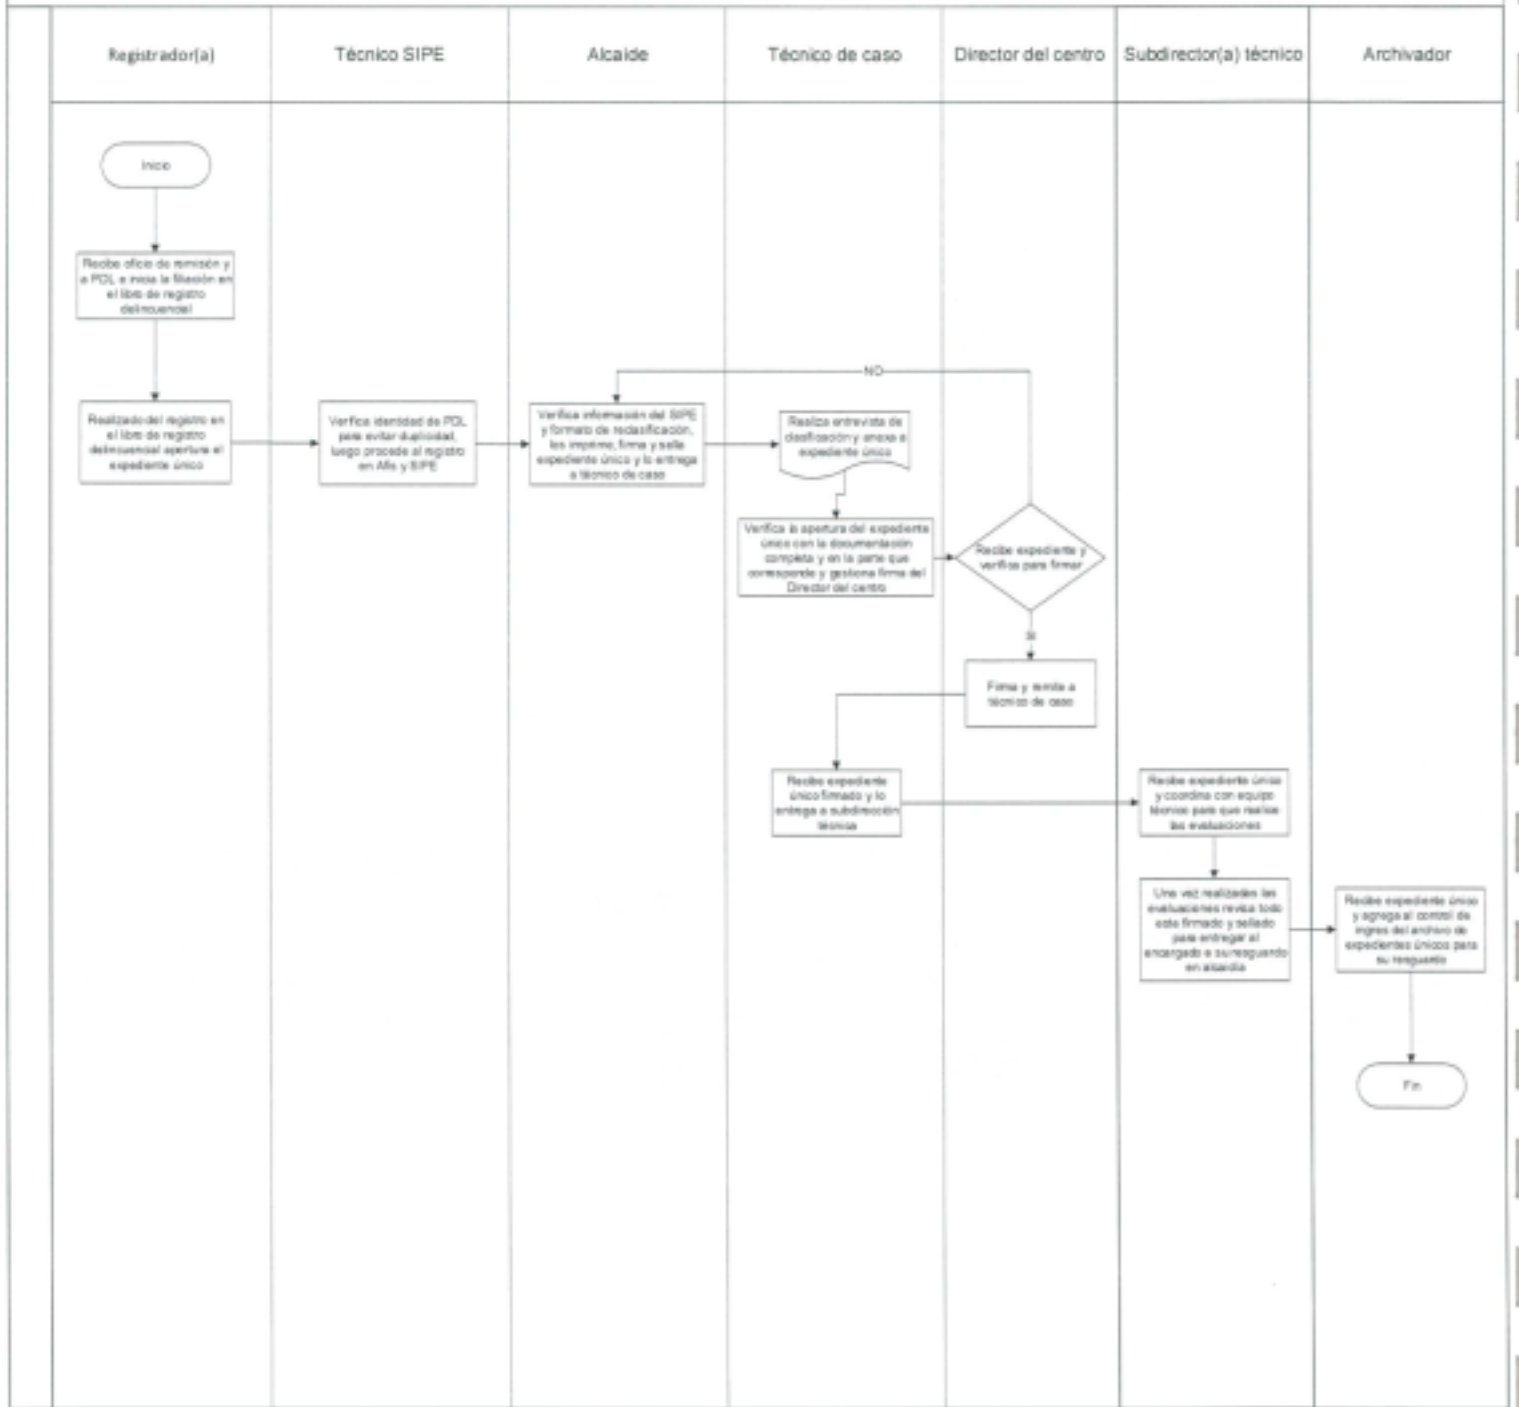 Registrador(a)
Técnico SIPE
Alcaide
Técnico de caso
Director del centro
Subdirector(a) técnico
Archivador
Inicio
Recibe oficio de remisión y
a PDL e inicia la filiación en
el libro de registro
delincuencial
Realizado del registro en
el libro de registro
delincuencial apertura el
expediente único
Verifica identidad de PDL
para evitar duplicidad,
luego procede al registro
en Afis y SIPE
Verifica información del SIPE
y formato de reclasificación,
los imprime, firma y sella
expediente único y lo entrega
a técnico de caso
Realiza entrevista de
clasificación y anexa a
expediente único
NO
Verifica la apertura del expediente
único con la documentación
completa y en la parte que
corresponde y gestiona firma del
Director del centro
Recibe expediente y
verifica para firmar
SI
Firma y remite a
técnico de caso
Recibe expediente
único firmado y lo
entrega a subdirección
técnica
Recibe expediente único
y coordina con equipo
técnico para que realice
las evaluaciones
Una vez realizadas las
evaluaciones revisa todo
este firmado y sellado
para entregar al
encargado e su resguardo
en alcaidía
Recibe expediente único
y agrega al control de
ingres del archivo de
expedientes únicos para
su resguardo
Fin